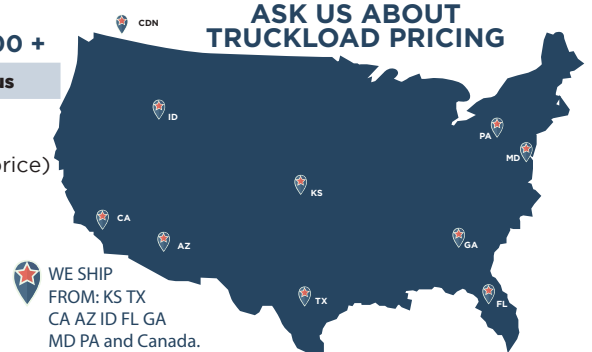 ASK US ABOUT
TRUCKLOAD PRICING
00 +
us
price)
CDN
ID
PA
MD
KS
CA
AZ
GA
TX
FL
WE SHIP
FROM: KS TX
CA AZ ID FL GA
MD PA and Canada.